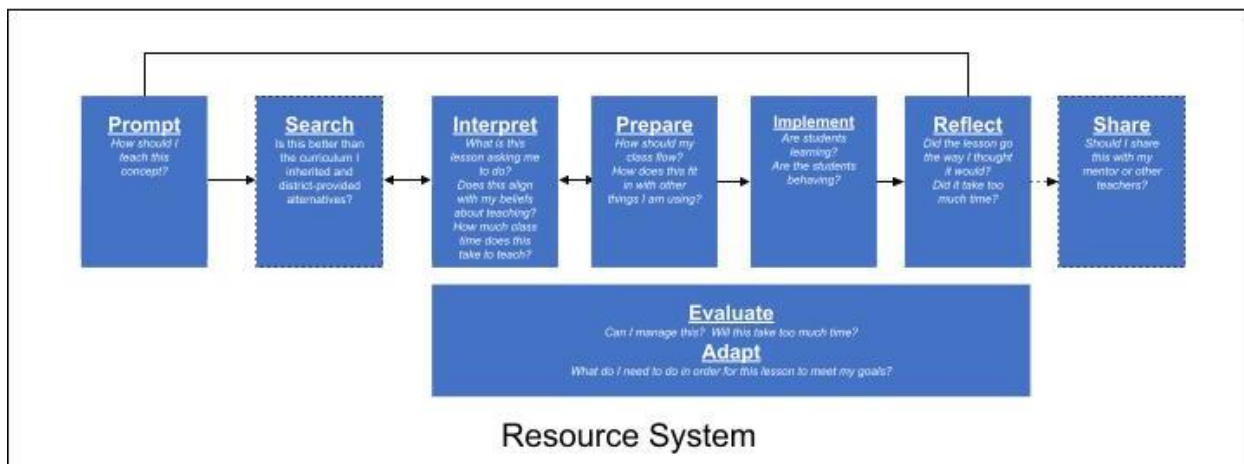 Prompt
How should I
teach this
concept?
Search
Is this better than
the curriculum I
inherited and
district-provided
alternatives?
Interpret
What is this
lesson asking me
to do?
Does this align
with my beliefs
about teaching?
How much class
time does this
take to teach?
Prepare
How should my
class flow?
How does this fit
in with other
things I am using?
Implement
Are students
learning?
Are the students
behaving?
Reflect
Did the lesson go
the way I thought
it would?
Did it take too
much time?
Share
Should I share
this with my
mentor or other
teachers?
Evaluate
Can I manage this? Will this take too much time?
Adapt
What do I need to do in order for this lesson to meet my goals?
Resource System